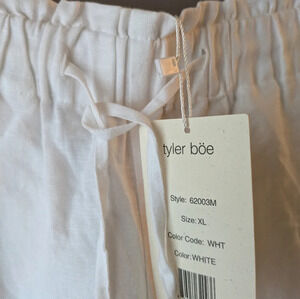 tyler böe
Style: 62003M
Size: XL
Color Code: WHT
Color: WHITE